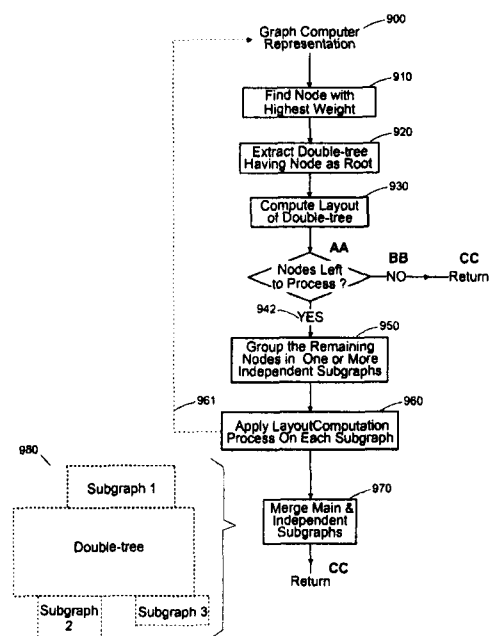 Graph Computer
Representation
900
910
Find Node with
Highest Weight
920
Extract Double-tree
Having Node as Root
930
Compute Layout
of Double-tree
AA
BB
CC
Nodes Left
to Process ?
NO
Return
942
YES
950
Group the Remaining
Nodes in One or More
Independent Subgraphs
961
960
Apply LayoutComputation
Process On Each Subgraph
980
Subgraph 1
970
Merge Main &
Independent
Subgraphs
Double-tree
CC
Return
Subgraph
2
Subgraph 3